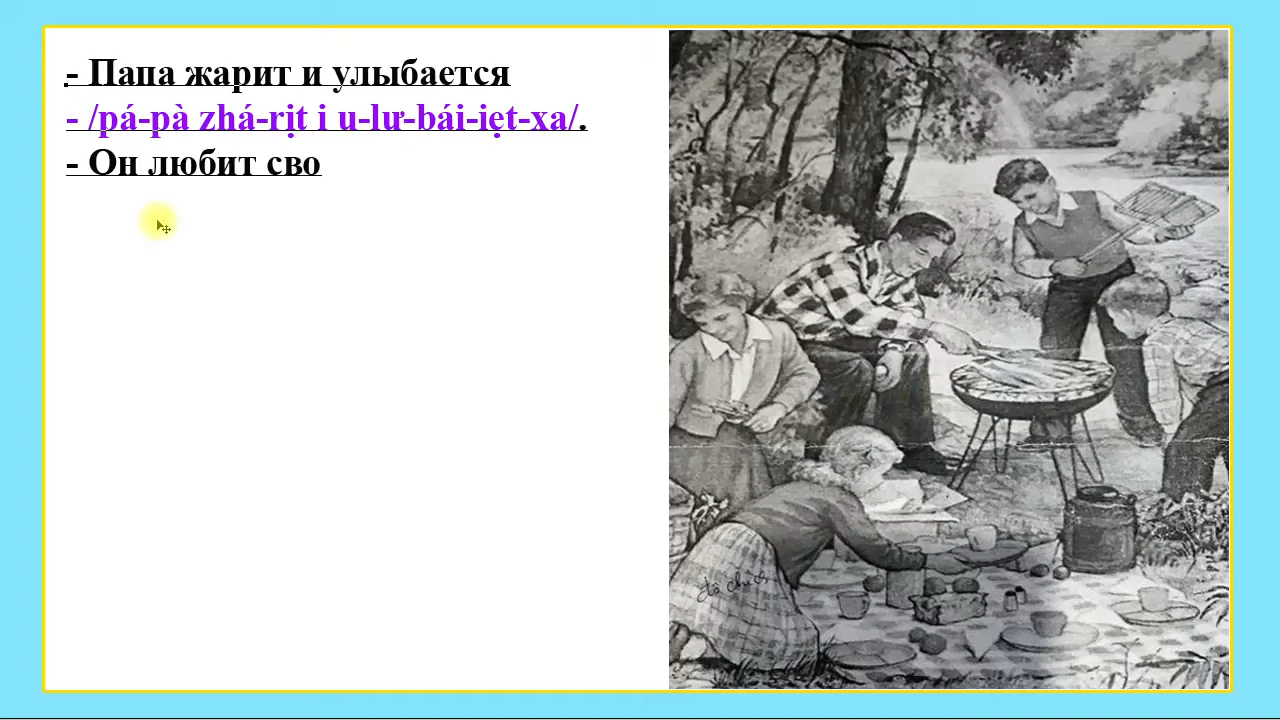 - Папа жарит и улыбается
- /pá-pà zhá-rịt i u-lư-bái-iẹt-xa/.
- Он любит сво